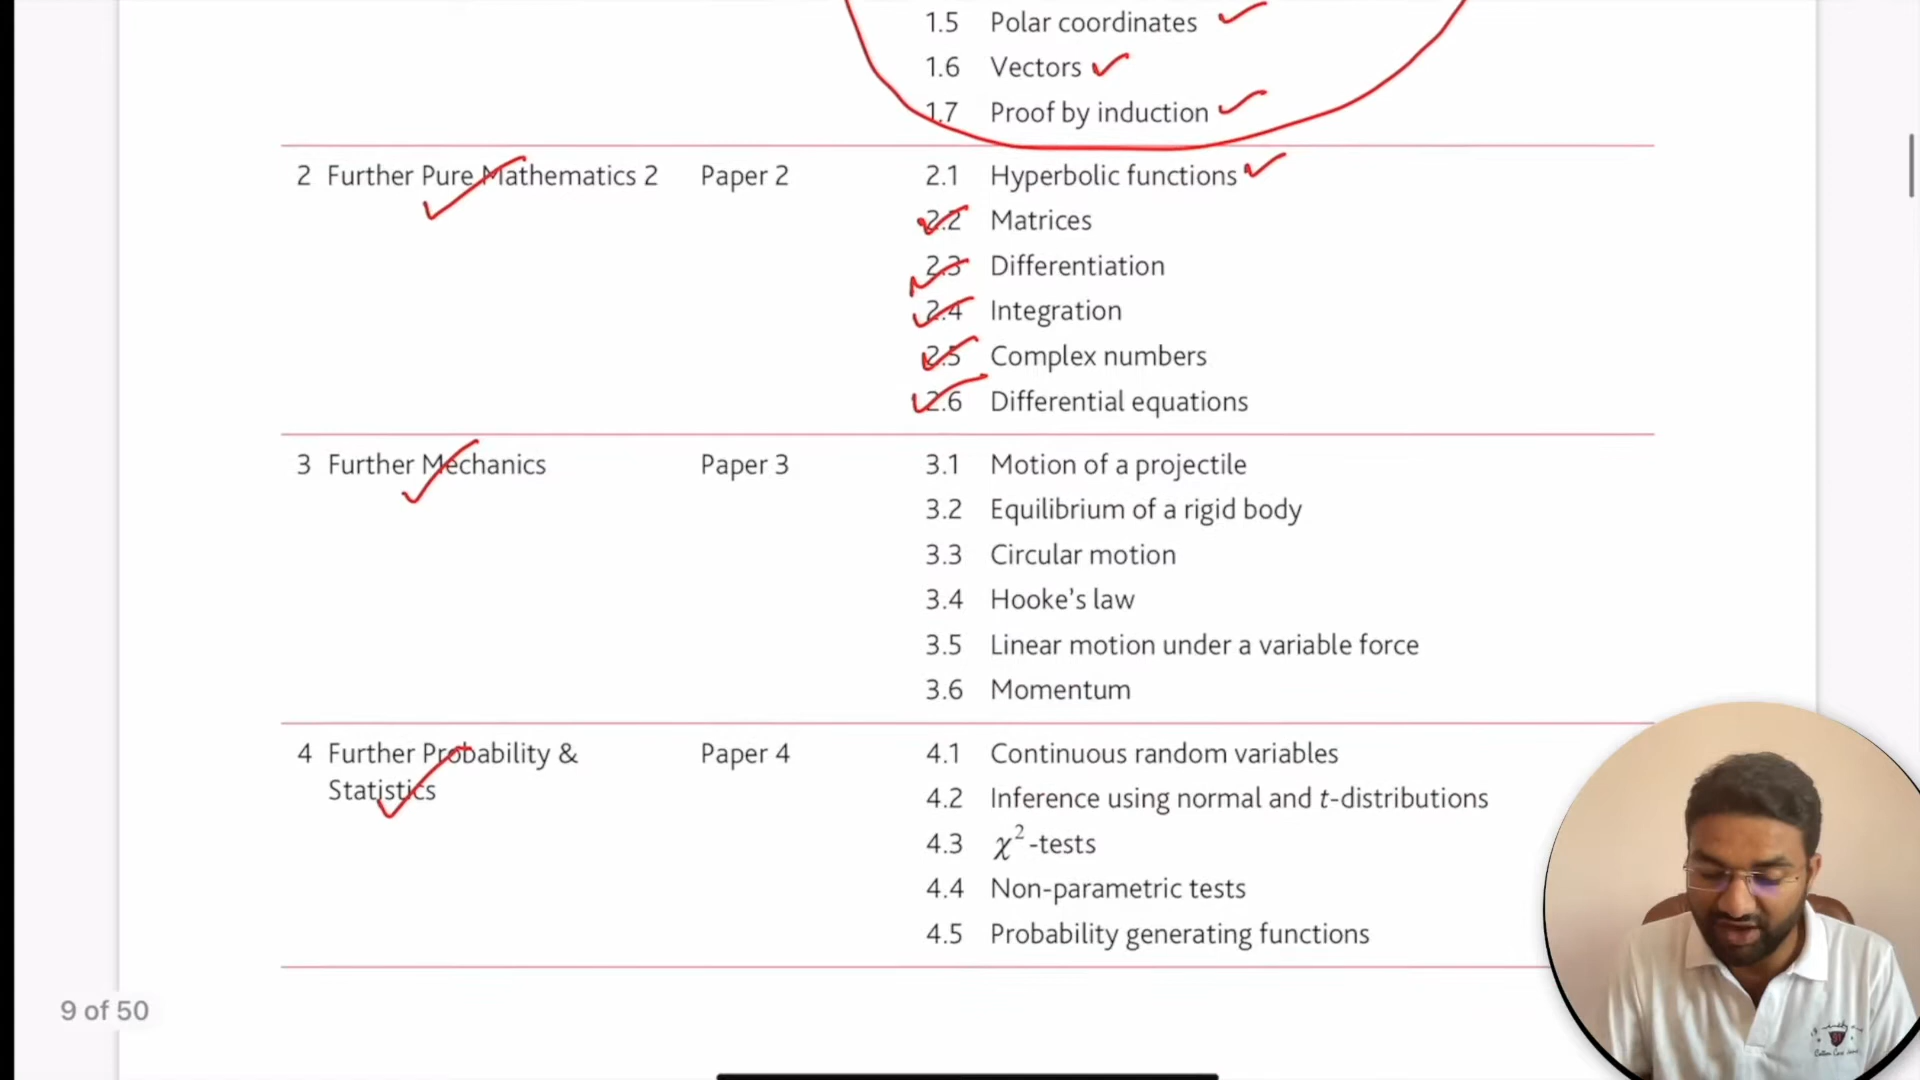 1.5 Polar coordinates
1.6 Vectors
1.7 Proof by induction
2 Further Pure Mathematics 2 Paper 2 2.1 Hyperbolic functions
2.2 Matrices
2.3 Differentiation
2.4 Integration
2.5 Complex numbers
2.6 Differential equations
3 Further Mechanics Paper 3 3.1 Motion of a projectile
3.2 Equilibrium of a rigid body
3.3 Circular motion
3.4 Hooke's law
3.5 Linear motion under a variable force
3.6 Momentum
4 Further Probability & Paper 4 4.1 Continuous random variables
Statistics
4.2 Inference using normal and t-distributions
4.3 χ²-tests
4.4 Non-parametric tests
4.5 Probability generating functions
9 of 50